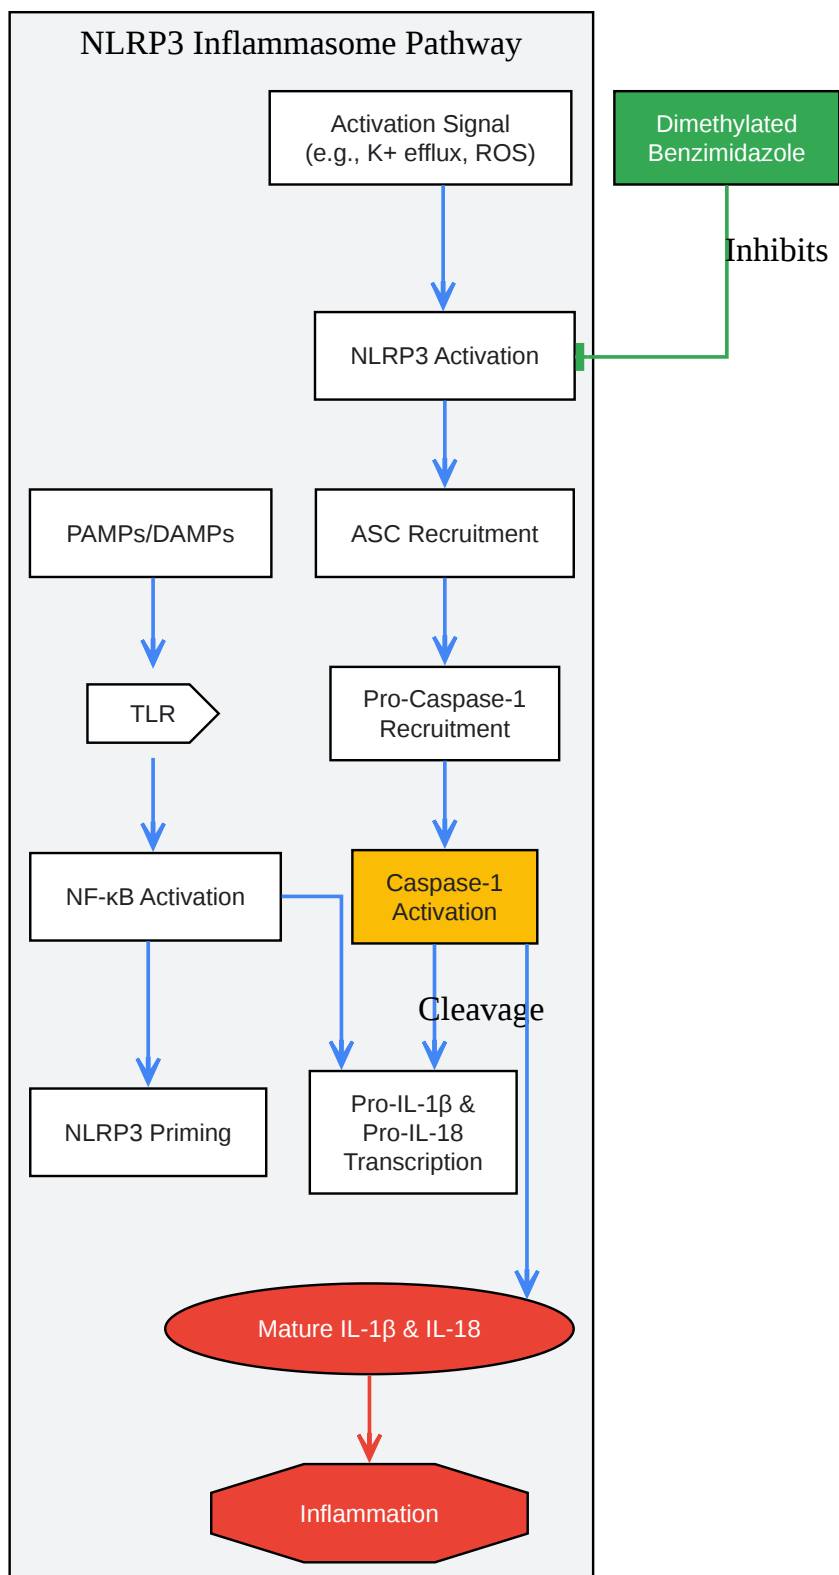 NLRP3 Inflammasome Pathway
Activation Signal
(e.g., K+ efflux, ROS)
Dimethylated
Benzimidazole
Inhibits
NLRP3 Activation
PAMPs/DAMPs
ASC Recruitment
TLR
Pro-Caspase-1
Recruitment
NF-κB Activation
Caspase-1
Activation
Cleavage
NLRP3 Priming
Pro-IL-1β &
Pro-IL-18
Transcription
Mature IL-1β & IL-18
Inflammation